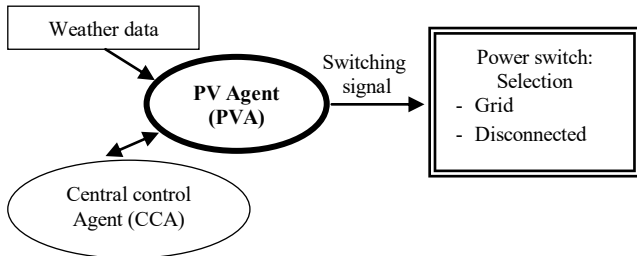 Weather data
PV Agent
(PVA)
Switching
signal
Power switch:
Selection
- Grid
- Disconnected
Central control
Agent (CCA)